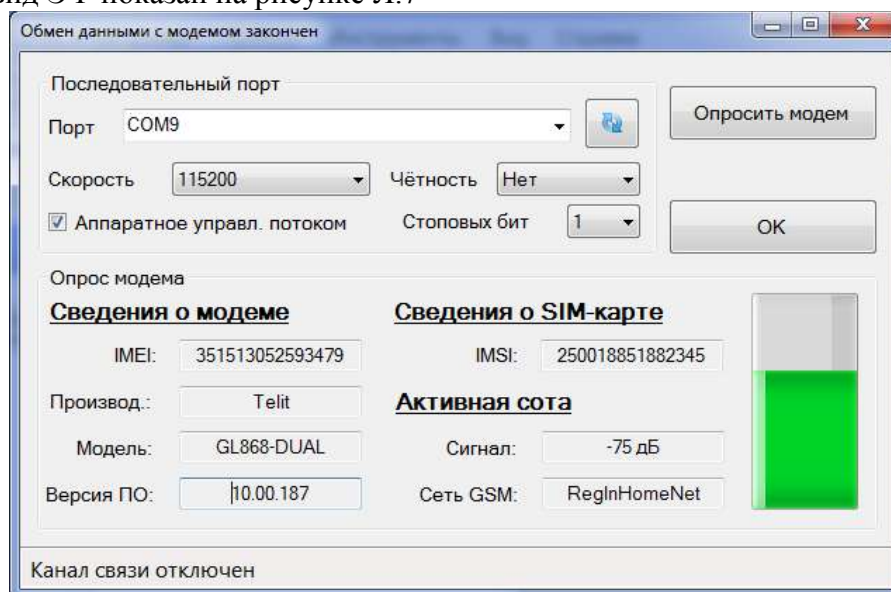 Обмен данными с модемом закончен
Последовательный порт
Порт COM9
Опросить модем
Скорость 115200 Чётность Нет
Аппаратное управл. потоком Стоповых бит 1
OK
Опрос модема
Сведения о модеме Сведения о SIM-карте
IMEI: 351513052593479 IMSI: 250018851882345
Производ.: Telit Активная сота
Модель: GL868-DUAL Сигнал: -75 дБ
Версия ПО: 10.00.187 Сеть GSM: RegInHomeNet
Канал связи отключен